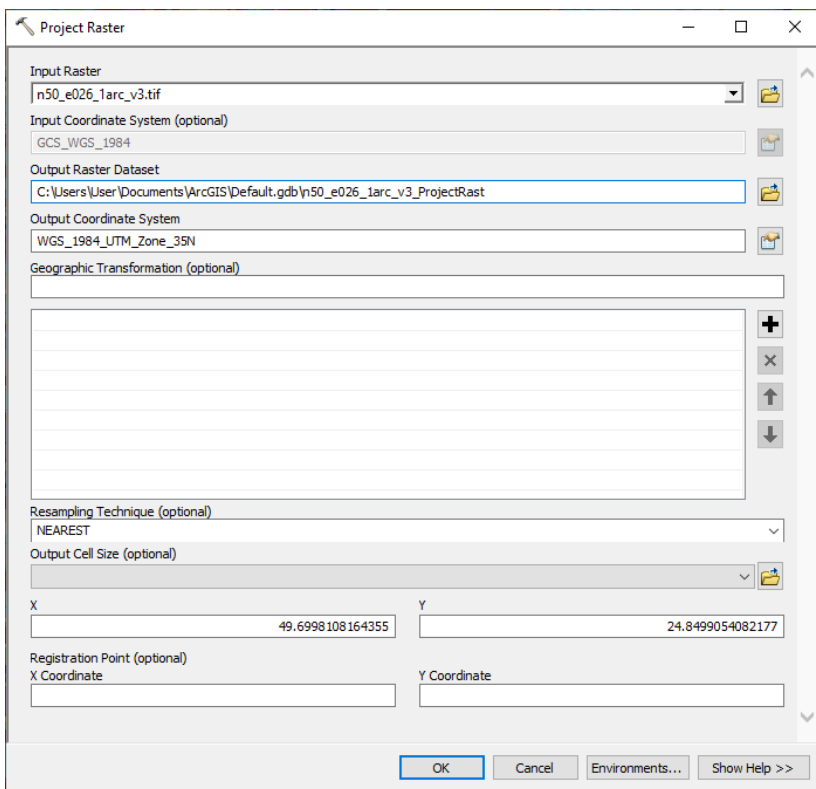 Project Raster
Input Raster
n50_e026_1arc_v3.tif
Input Coordinate System (optional)
GCS_WGS_1984
Output Raster Dataset
C:\Users\User\Documents\ArcGIS\Default.gdb\n50_e026_1arc_v3_ProjectRast
Output Coordinate System
WGS_1984_UTM_Zone_35N
Geographic Transformation (optional)
Resampling Technique (optional)
NEAREST
Output Cell Size (optional)
X Y
49.6998108164355 24.8499054082177
Registration Point (optional)
X Coordinate Y Coordinate
OK Cancel Environments... Show Help >>